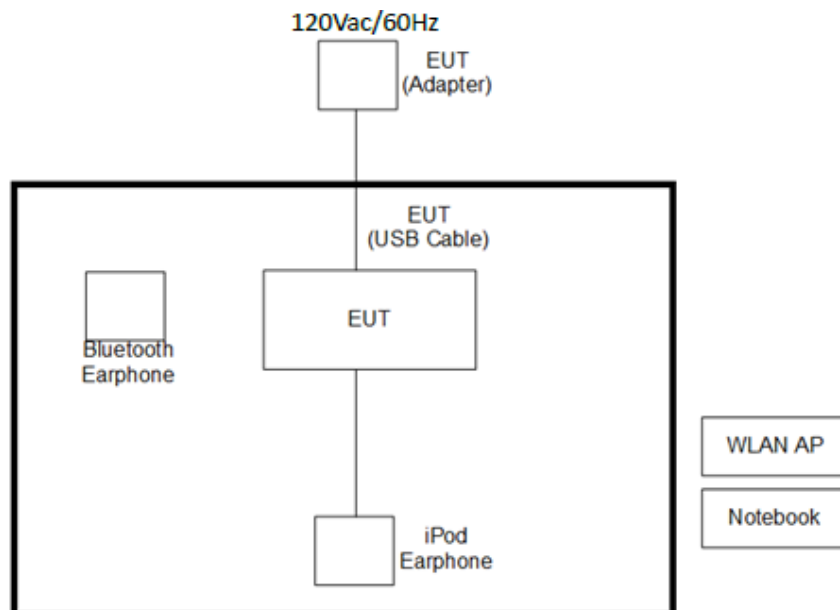 120Vac/60Hz
EUT
(Adapter)
EUT
(USB Cable)
EUT
Bluetooth
Earphone
WLAN AP
Notebook
iPod
Earphone